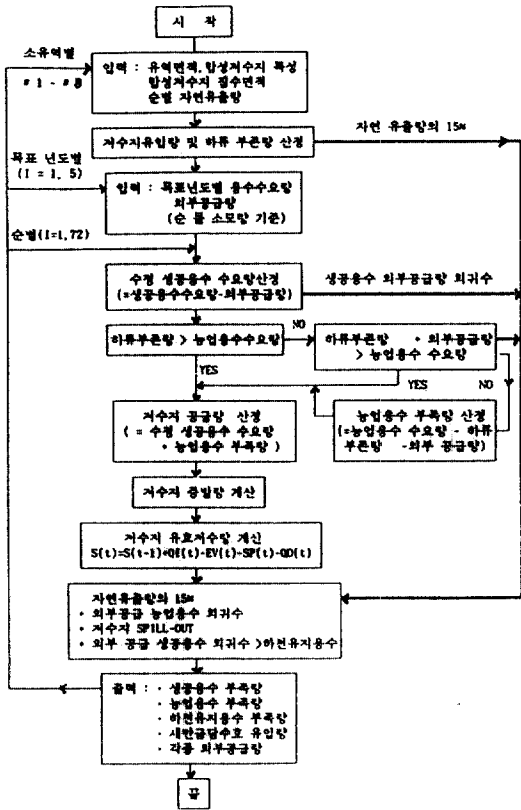 시 작
소유역별
# 1 - # 8
입력 : 유역면적, 합성저수지 특성
합성저수지 집수면적
순별 자연유출량
자연 유출량의 15%
저수지유입량 및 하류 부존량 산정
목표 년도별
(I = 1, 5)
입력 : 목표년도별 용수수요량
외부공급량
(순 물 소모량 기준)
순별(I=1,72)
수정 생공용수 수요량산정
(=생공용수수요량-외부공급량)
생공용수 외부공급량 회귀수
하류부존량 > 농업용수수요량
NO
하류부존량 + 외부공급량
> 농업용수 수요량
YES
YES
NO
저수지 공급량 산정
( = 수정 생공용수 수요량
+ 농업용수 부족량 )
농업용수 부족량 산정
(=농업용수 수요량 - 하류
부존량 -외부 공급량)
저수지 증발량 계산
저수지 유효저수량 계산
S(t)=S(t-1)+QI(t)-EV(t)-SP(t)-QD(t)
자연유출량의 15%
+ 외부공급 농업용수 회귀수
+ 저수지 SPILL-OUT
+ 외부 공급 생공용수 회귀수 >하천유지용수
출력 : · 생공용수 부족량
· 농업용수 부족량
· 하천유지용수 부족량
· 새만금담수호 유입량
· 각종 외부공급량
끝